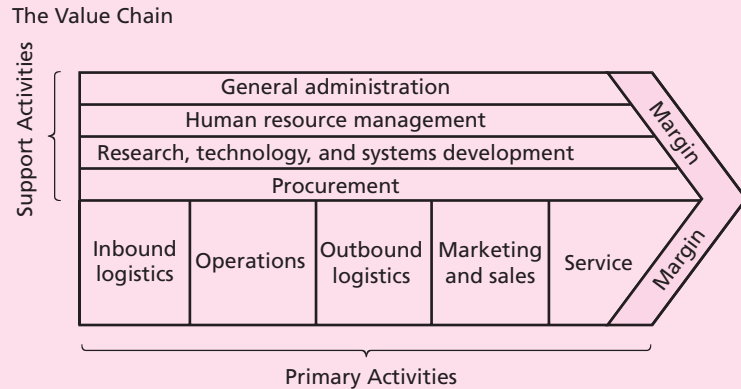 The Value Chain
Support Activities
General administration
Human resource management
Research, technology, and systems development
Procurement
Margin
Inbound
logistics
Operations
Outbound
logistics
Marketing
and sales
Service
Margin
Primary Activities